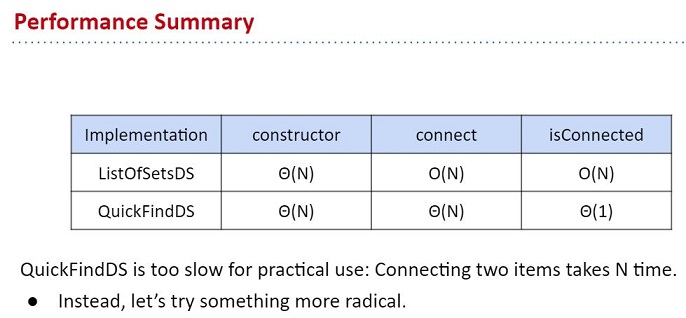 Performance Summary
Implementation constructor connect isConnected
ListOfSetsDS Θ(N) O(N) O(N)
QuickFindDS Θ(N) Θ(N) Θ(1)
QuickFindDS is too slow for practical use: Connecting two items takes N time.
● Instead, let’s try something more radical.